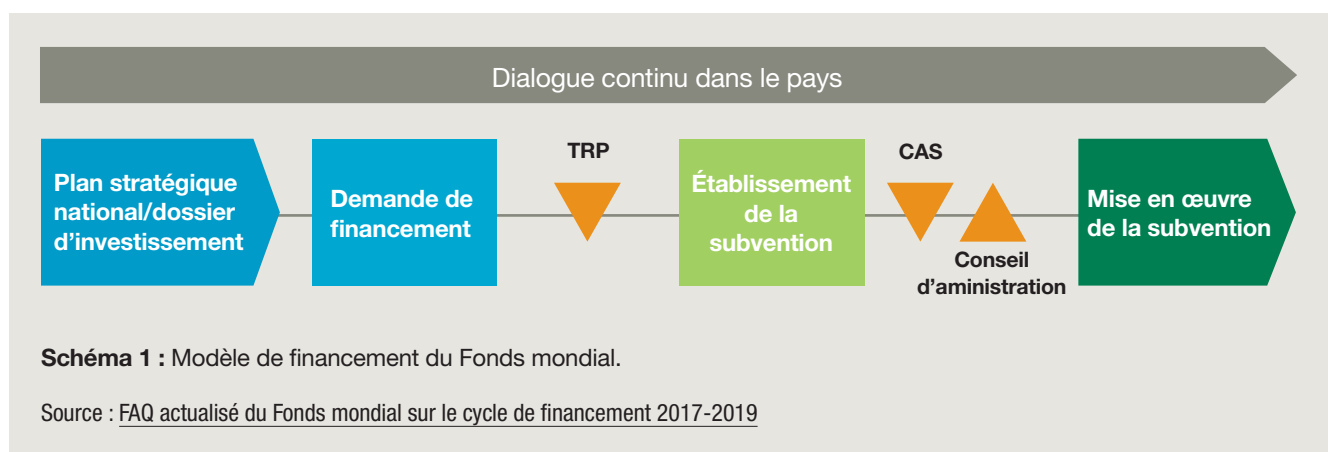 Dialogue continu dans le pays
Plan stratégique
national/dossier
d’investissement
Demande de
financement
TRP
Établissement
de la
subvention
CAS
Conseil
d’aministration
Mise en œuvre
de la subvention
Schéma 1 : Modèle de financement du Fonds mondial.
Source : FAQ actualisé du Fonds mondial sur le cycle de financement 2017-2019